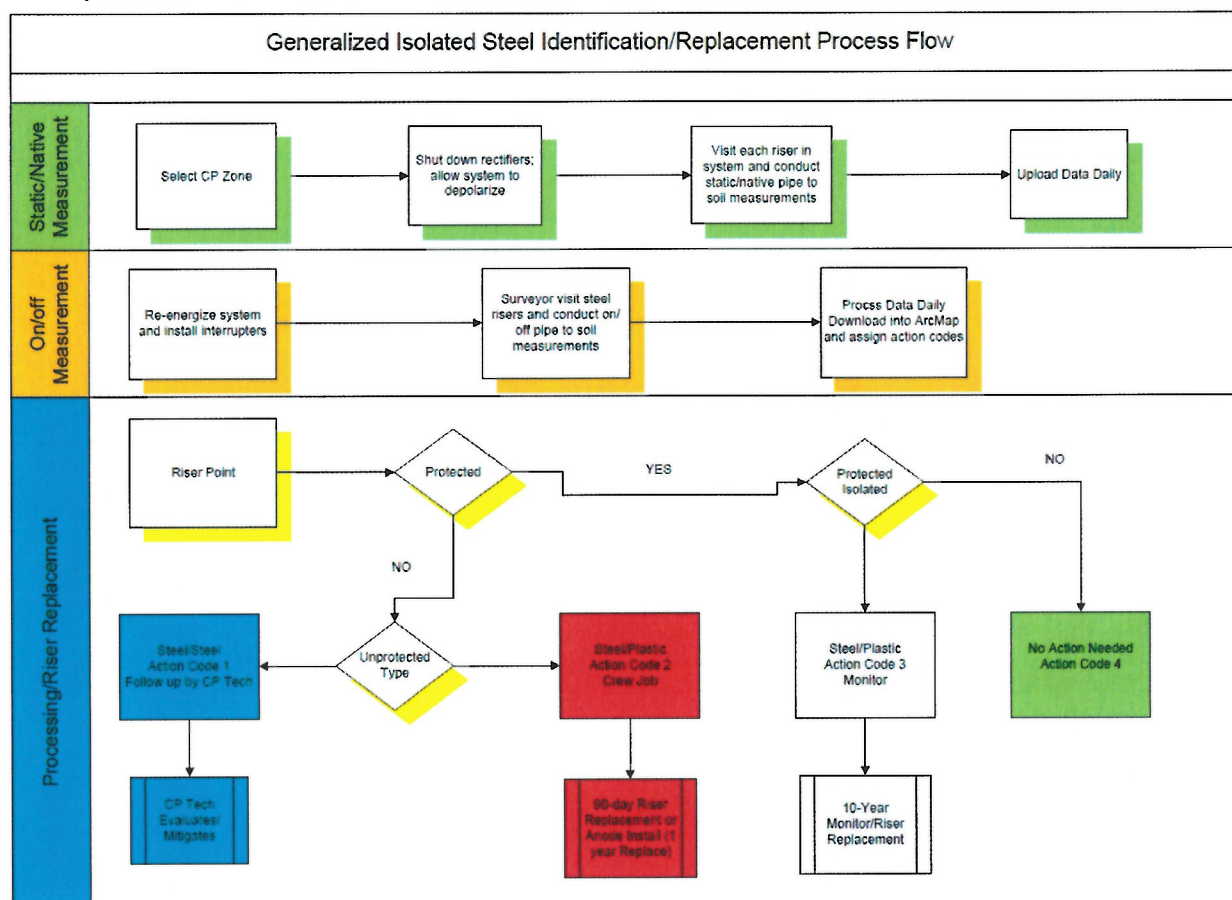 Generalized Isolated Steel Identification/Replacement Process Flow
Static/Native
Measurement
Select CP Zone
Shut down rectifiers;
allow system to
depolarize
Visit each riser in
system and conduct
static/native pipe to
soil measurements
Upload Data Daily
On/off
Measurement
Re-energize system
and install interrupters
Surveyor visit steel
risers and conduct on/
off pipe to soil
measurements
Procss Data Daily
Download into ArcMap
and assign action codes
Processing/Riser Replacement
Riser Point
Protected
YES
Protected
Isolated
NO
NO
Steel/Steel
Action Code 1
Follow up by CP Tech
Unprotected
Type
Steel/Plastic
Action Code 2
Crew Job
Steel/Plastic
Action Code 3
Monitor
No Action Needed
Action Code 4
CP Tech
Evaluates/
Mitigates
90-day Riser
Replacement or
Anode Install (1
year Replace)
10-Year
Monitor/Riser
Replacement